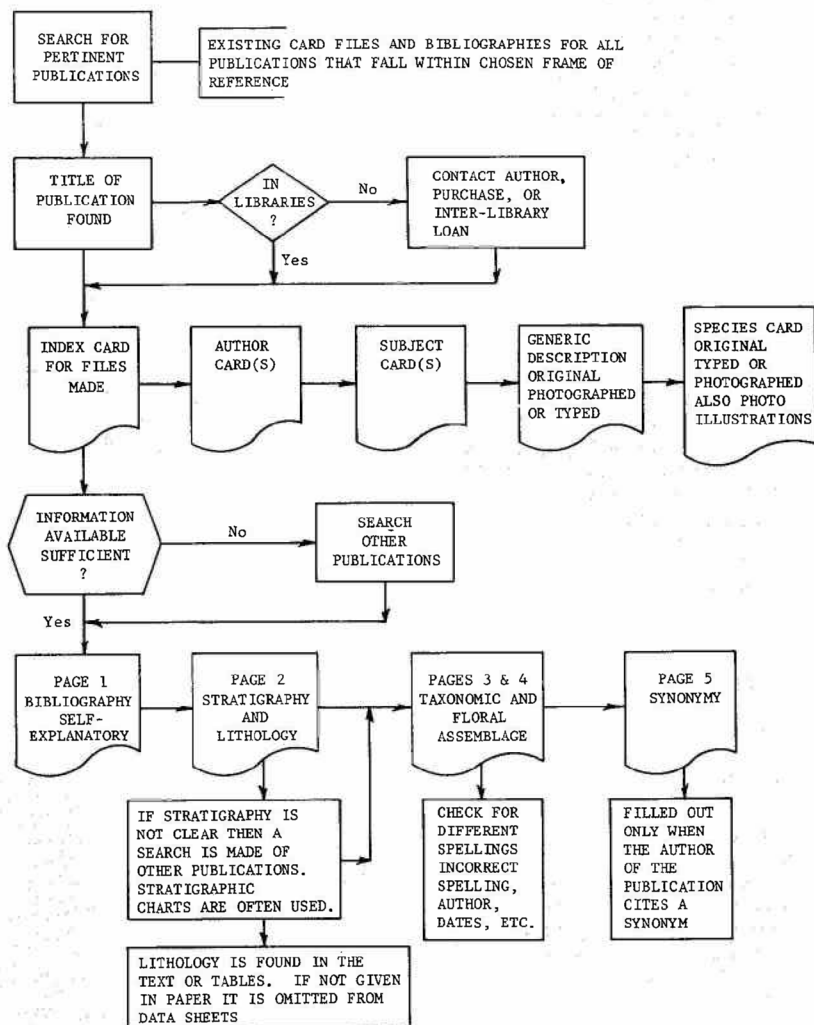 SEARCH FOR
PERTINENT
PUBLICATIONS
EXISTING CARD FILES AND BIBLIOGRAPHIES FOR ALL
PUBLICATIONS THAT FALL WITHIN CHOSEN FRAME OF
REFERENCE
TITLE OF
PUBLICATION
FOUND
IN
LIBRARIES
?
No
Yes
CONTACT AUTHOR,
PURCHASE, OR
INTER-LIBRARY
LOAN
INDEX CARD
FOR FILES
MADE
AUTHOR
CARD(S)
SUBJECT
CARD(S)
GENERIC
DESCRIPTION
ORIGINAL
PHOTOGRAPHED
OR TYPED
SPECIES CARD
ORIGINAL
TYPED OR
PHOTOGRAPHED
ALSO PHOTO
ILLUSTRATIONS
INFORMATION
AVAILABLE
SUFFICIENT
?
No
SEARCH
OTHER
PUBLICATIONS
Yes
PAGE 1
BIBLIOGRAPHY
SELF-
EXPLANATORY
PAGE 2
STRATIGRAPHY
AND
LITHOLOGY
PAGES 3 & 4
TAXONOMIC AND
FLORAL
ASSEMBLAGE
PAGE 5
SYNONYMY
IF STRATIGRAPHY IS
NOT CLEAR THEN A
SEARCH IS MADE OF
OTHER PUBLICATIONS.
STRATIGRAPHIC
CHARTS ARE OFTEN USED.
CHECK FOR
DIFFERENT
SPELLINGS
INCORRECT
SPELLING,
AUTHOR,
DATES, ETC.
FILLED OUT
ONLY WHEN
THE AUTHOR
OF THE
PUBLICATION
CITES A
SYNONYM
LITHOLOGY IS FOUND IN THE
TEXT OR TABLES. IF NOT GIVEN
IN PAPER IT IS OMITTED FROM
DATA SHEETS